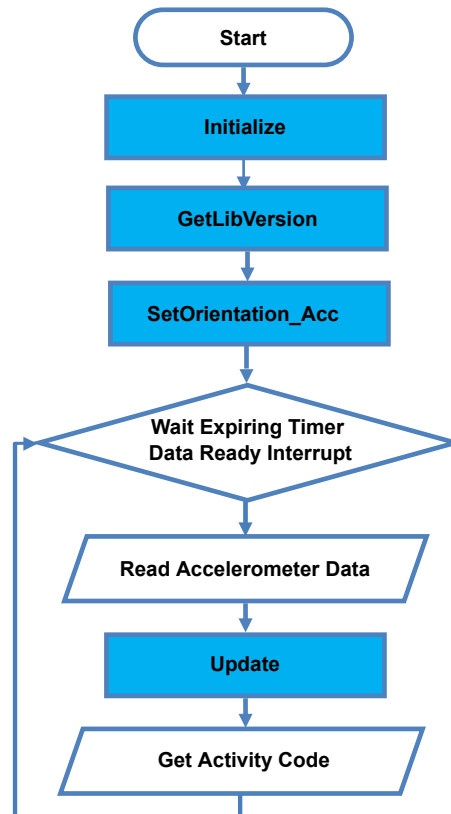 Start
Initialize
GetLibVersion
SetOrientation_Acc
Wait Expiring Timer
Data Ready Interrupt
Read Accelerometer Data
Update
Get Activity Code